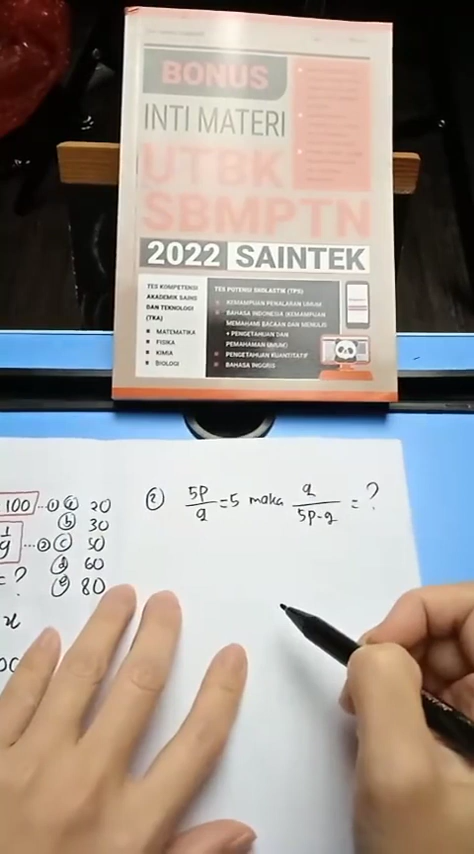 BONUS
INTI MATERI
UTBK
SBMPTN
2022 SAINTEK
TES KOMPETENSI
AKADEMIK SAINS
DAN TEKNOLOGI
(TKA)
MATEMATIKA
FISIKA
KIMIA
BIOLOGI
TES POTENSI SKOLASTIK (TPS)
KEMAMPUAN PENALARAN UMUM
BAHASA INDONESIA (KEMAMPUAN
MEMAHAMI BACAAN DAN MENULIS
+ PENGETAHUAN DAN
PEMAHAMAN UMUM)
PENGETAHUAN KUANTITATIF
BAHASA INGGRIS
100 ...① ⓐ 20
ⓑ 30
1/9 ...② ⓒ 50
ⓓ 60
= ? ⓔ 80
x
② 5p/q = 5 maka q/5p-q = ?